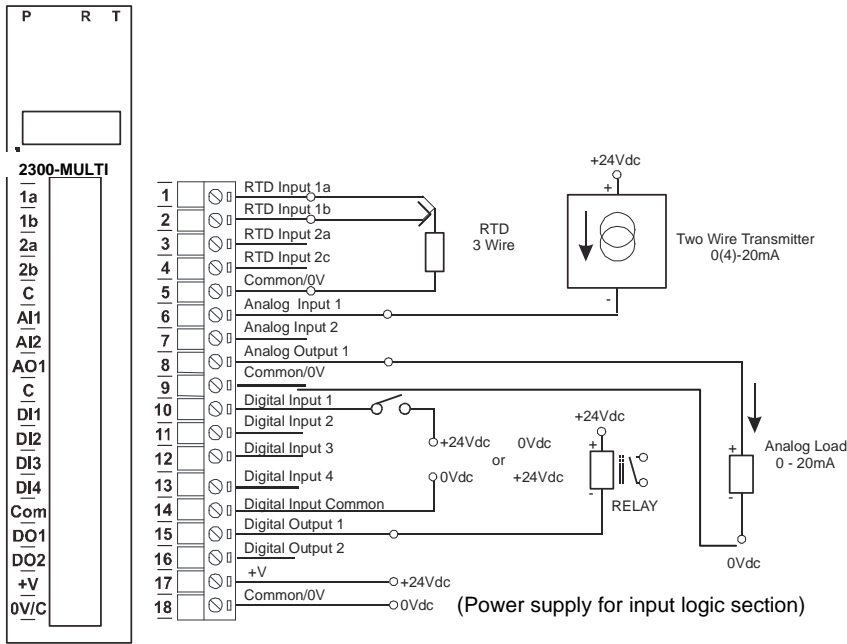 P R T
2300-MULTI
1a
1b
2a
2b
C
AI1
AI2
AO1
C
DI1
DI2
DI3
DI4
Com
DO1
DO2
+V
0V/C
1 RTD Input 1a
2 RTD Input 1b
3 RTD Input 2a
4 RTD Input 2c
5 Common/0V
6 Analog Input 1
7 Analog Input 2
8 Analog Output 1
9 Common/0V
10 Digital Input 1
11 Digital Input 2
12 Digital Input 3
13 Digital Input 4
14 Digital Input Common
15 Digital Output 1
16 Digital Output 2
17 +V
18 Common/0V
RTD
3 Wire
+24Vdc
+
-
Two Wire Transmitter
0(4)-20mA
+24Vdc 0Vdc
or
0Vdc +24Vdc
+24Vdc
+
-
RELAY
+
-
Analog Load
0 - 20mA
0Vdc
+24Vdc
0Vdc
(Power supply for input logic section)